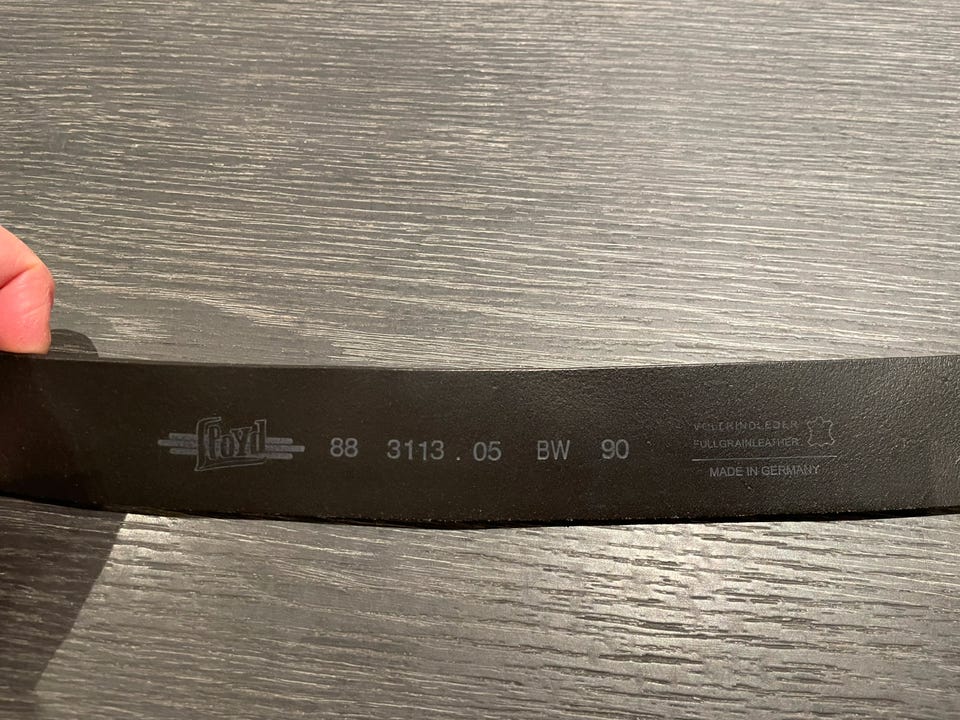 Lloyd 88 3113.05 BW 90
VOLLRINDLEDER
FULLGRAINLEATHER
MADE IN GERMANY